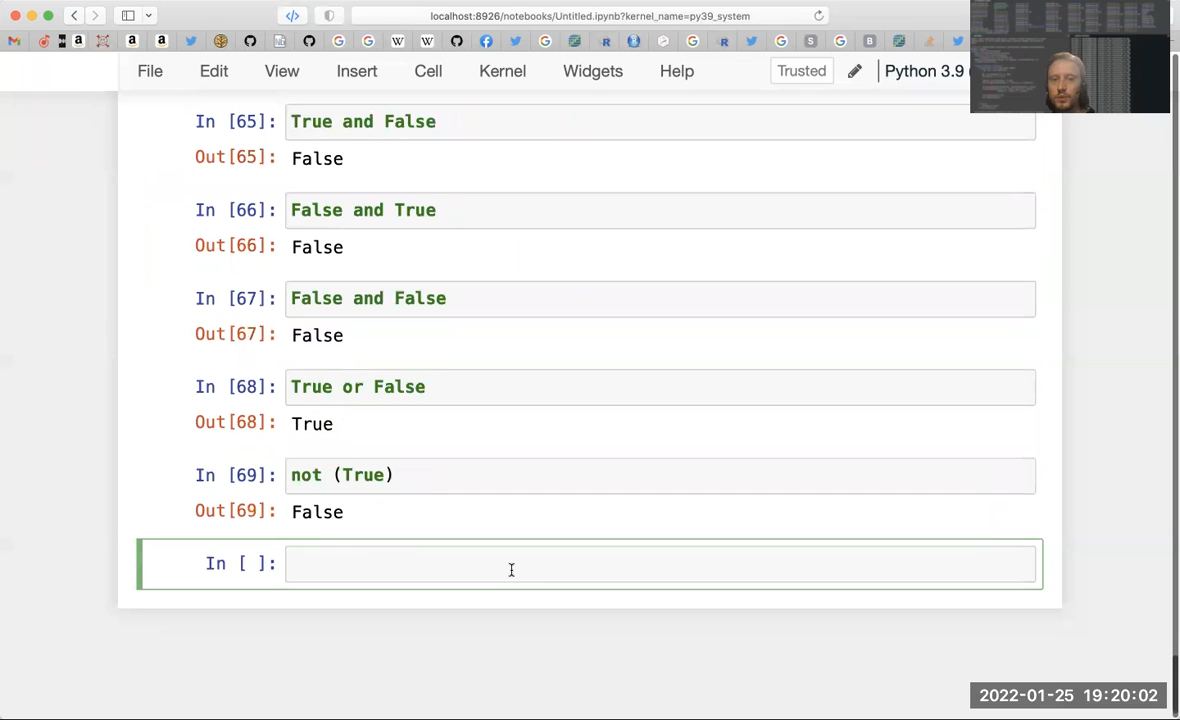 localhost:8926/notebooks/Untitled.ipynb?kernel_name=py39_system
File Edit View Insert Cell Kernel Widgets Help Trusted Python 3.9
In [65]: True and False
Out[65]: False
In [66]: False and True
Out[66]: False
In [67]: False and False
Out[67]: False
In [68]: True or False
Out[68]: True
In [69]: not (True)
Out[69]: False
In [ ]:
2022-01-25 19:20:02